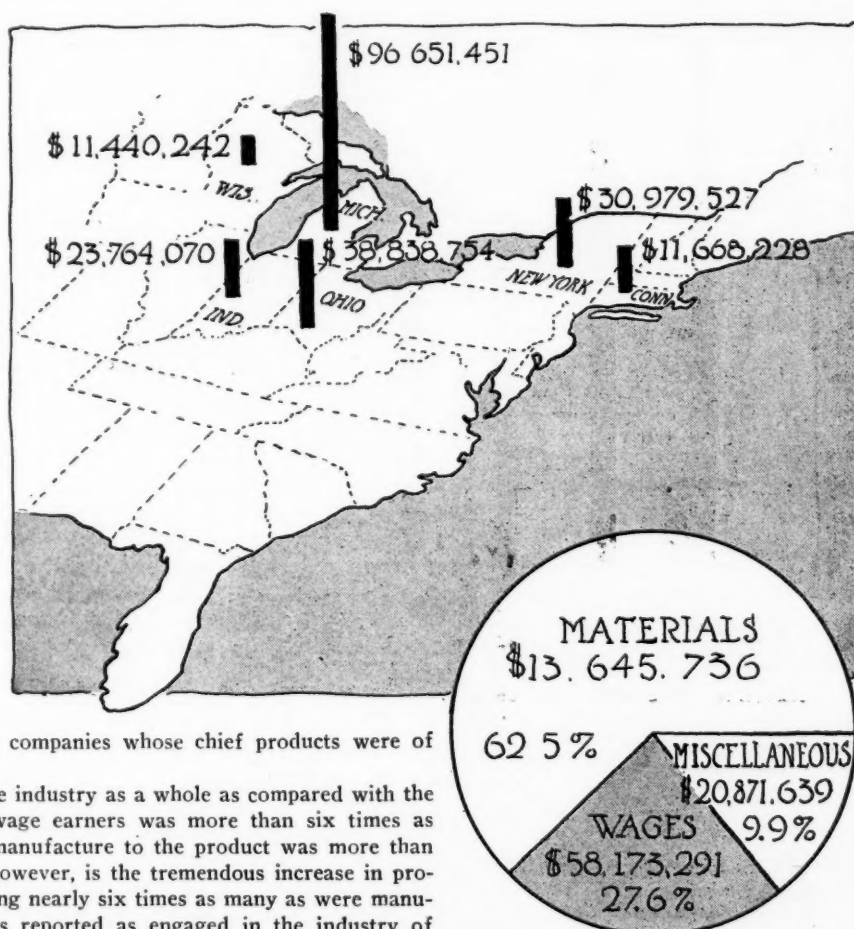 $96 651.451
$11,440,242
WIS.
MICH.
$30,979,527
$23,764,070
$38,838,754
$11,668,228
IND.
OHIO
NEW YORK
CONN.
MATERIALS
$13.645.736
62 5%
MISCELLANEOUS
$20,871.639
9.9%
WAGES
$58,173,291
27.6%
companies whose chief products were of
e industry as a whole as compared with the
wage earners was more than six times as
manufacture to the product was more than
owever, is the tremendous increase in pro-
ng nearly six times as many as were manu-
s reported as engaged in the industry of